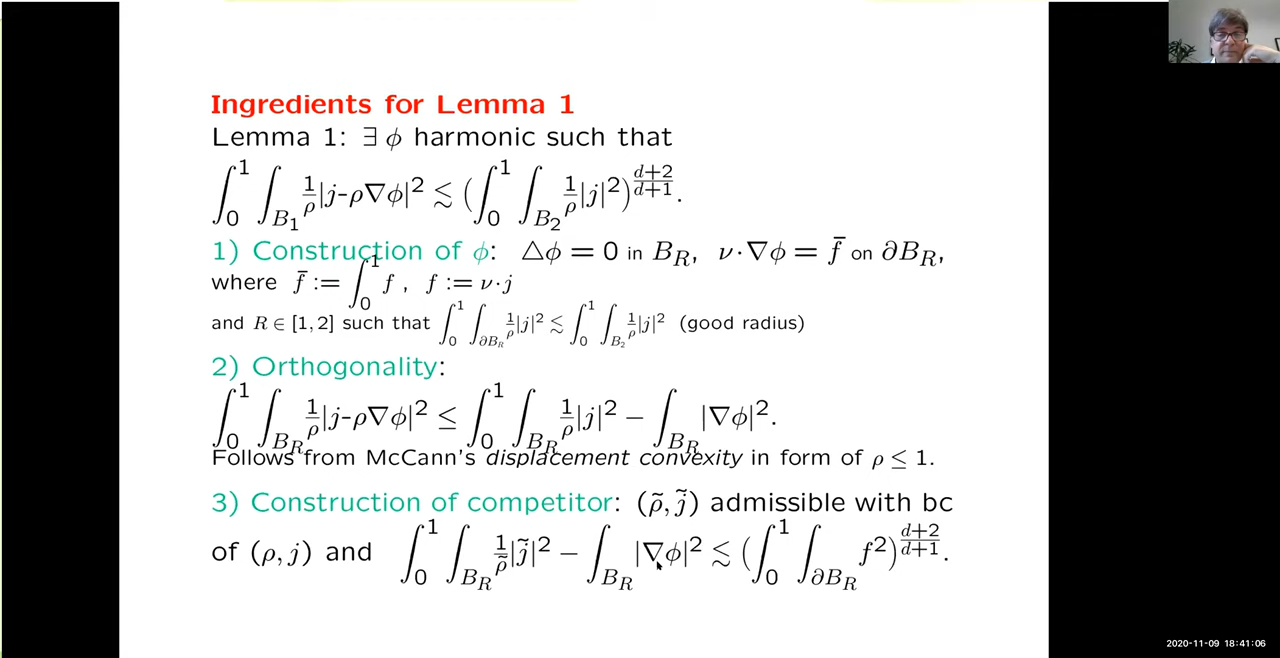 Ingredients for Lemma 1
Lemma 1: ∃ ϕ harmonic such that
∫_0^1 ∫_{B_1} 1/ρ |j-ρ∇ϕ|² ≲ (∫_0^1 ∫_{B_2} 1/ρ |j|²)^{d+2/d+1}.
1) Construction of ϕ: △ϕ = 0 in B_R, ν·∇ϕ = f̄ on ∂B_R,
where f̄ := ∫_0^1 f , f := ν·j
and R ∈ [1, 2] such that ∫_0^1 ∫_{∂B_R} 1/ρ |j|² ≲ ∫_0^1 ∫_{B_2} 1/ρ |j|² (good radius)
2) Orthogonality:
∫_0^1 ∫_{B_R} 1/ρ |j-ρ∇ϕ|² ≤ ∫_0^1 ∫_{B_R} 1/ρ |j|² − ∫_{B_R} |∇ϕ|².
Follows from McCann's displacement convexity in form of ρ ≤ 1.
3) Construction of competitor: (ρ̃, j̃) admissible with bc
of (ρ, j) and ∫_0^1 ∫_{B_R} 1/ρ̃ |j̃|² − ∫_{B_R} |∇ϕ|² ≲ (∫_0^1 ∫_{∂B_R} f²)^{d+2/d+1}.
2020-11-09 18:41:06